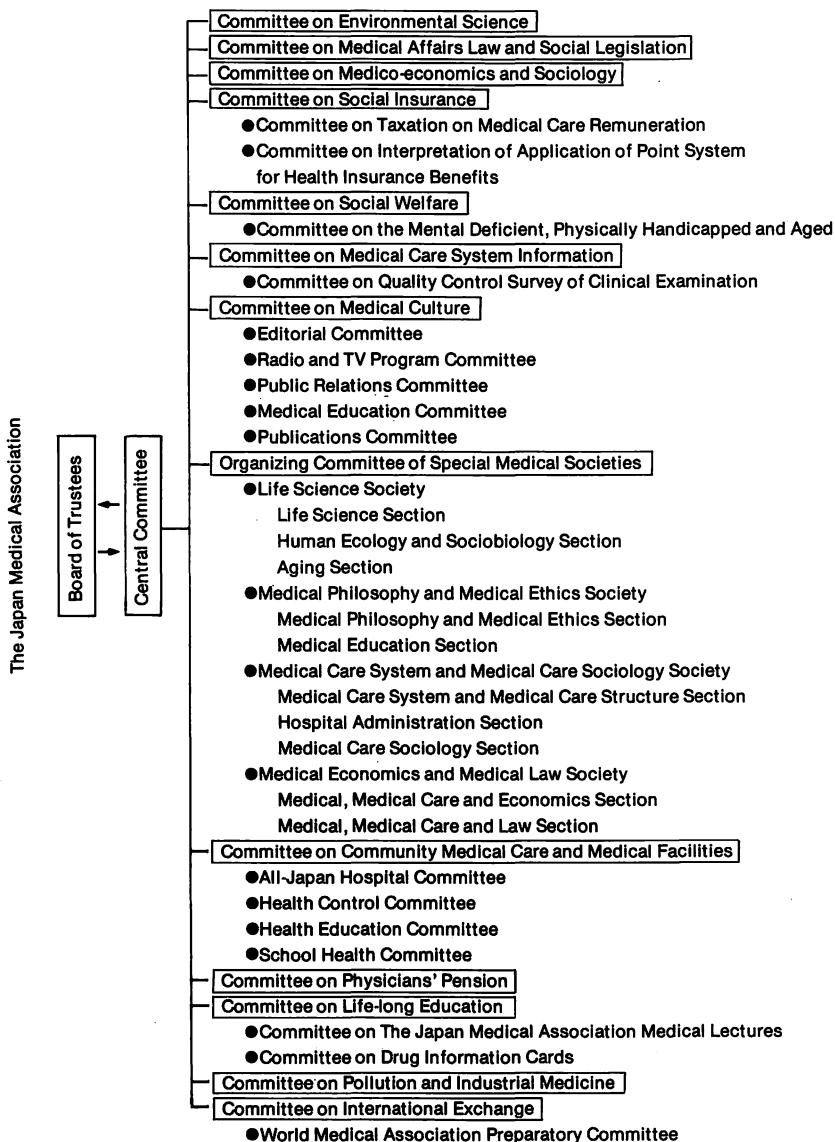 The Japan Medical Association
Board of Trustees
Central Committee
Committee on Environmental Science
Committee on Medical Affairs Law and Social Legislation
Committee on Medico-economics and Sociology
Committee on Social Insurance
●Committee on Taxation on Medical Care Remuneration
●Committee on Interpretation of Application of Point System
for Health Insurance Benefits
Committee on Social Welfare
●Committee on the Mental Deficient, Physically Handicapped and Aged
Committee on Medical Care System Information
●Committee on Quality Control Survey of Clinical Examination
Committee on Medical Culture
●Editorial Committee
●Radio and TV Program Committee
●Public Relations Committee
●Medical Education Committee
●Publications Committee
Organizing Committee of Special Medical Societies
●Life Science Society
Life Science Section
Human Ecology and Sociobiology Section
Aging Section
●Medical Philosophy and Medical Ethics Society
Medical Philosophy and Medical Ethics Section
Medical Education Section
●Medical Care System and Medical Care Sociology Society
Medical Care System and Medical Care Structure Section
Hospital Administration Section
Medical Care Sociology Section
●Medical Economics and Medical Law Society
Medical, Medical Care and Economics Section
Medical, Medical Care and Law Section
Committee on Community Medical Care and Medical Facilities
●All-Japan Hospital Committee
●Health Control Committee
●Health Education Committee
●School Health Committee
Committee on Physicians' Pension
Committee on Life-long Education
●Committee on The Japan Medical Association Medical Lectures
●Committee on Drug Information Cards
Committee on Pollution and Industrial Medicine
Committee on International Exchange
●World Medical Association Preparatory Committee